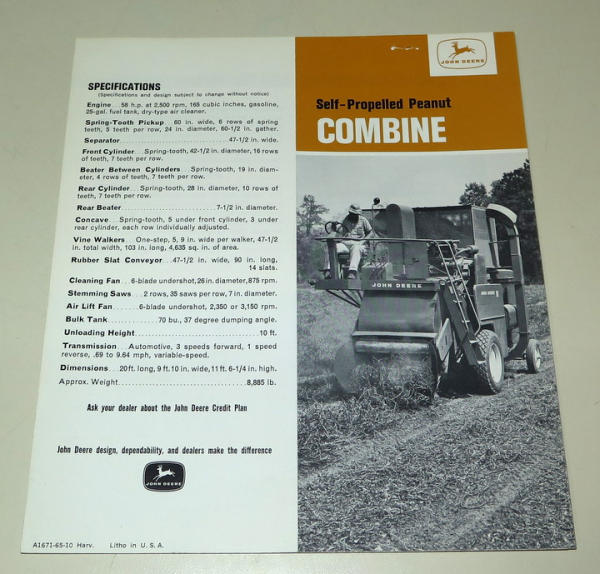 SPECIFICATIONS
(Specifications and design subject to change without notice)
Engine...58 h.p. at 2,500 rpm, 165 cubic inches, gasoline,
25-gal. fuel tank, dry-type air cleaner.
Spring-Tooth Pickup..60 in. wide, 6 rows of spring
teeth, 5 teeth per row, 24 in. diameter, 60-1/2 in. gather.
Separator..........................47-1/2 in. wide.
Front Cylinder...Spring-tooth, 42-1/2 in. diameter, 16 rows
of teeth, 7 teeth per row.
Beater Between Cylinders...Spring-tooth, 19 in. diam-
eter, 4 rows of teeth, 7 teeth per row.
Rear Cylinder...Spring-tooth, 28 in. diameter, 10 rows of
teeth, 7 teeth per row.
Rear Beater........................7-1/2 in. diameter.
Concave...Spring-tooth, 5 under front cylinder, 3 under
rear cylinder, each row individually adjusted.
Vine Walkers...One-step, 5, 9 in. wide per walker, 47-1/2
in. total width, 103 in. long, 4,635 sq. in. of area.
Rubber Slat Conveyor...47-1/2 in. wide, 90 in. long,
14 slats.
Cleaning Fan...6-blade undershot, 26 in. diameter, 875 rpm.
Stemming Saws...2 rows, 35 saws per row, 7 in. diameter.
Air Lift Fan.......6-blade undershot, 2,350 or 3,150 rpm.
Bulk Tank..............70 bu., 37 degree dumping angle.
Unloading Height..............................10 ft.
Transmission...Automotive, 3 speeds forward, 1 speed
reverse, .69 to 9.64 mph, variable-speed.
Dimensions....20 ft. long, 9 ft. 10 in. wide, 11 ft. 6-1/4 in. high.
Approx. Weight.............................8,885 lb.
Ask your dealer about the John Deere Credit Plan
John Deere design, dependability, and dealers make the difference
JOHN DEERE
A1671-65-10 Harv. Litho in U. S. A.
JOHN DEERE
Self-Propelled Peanut
COMBINE
JOHN DEERE